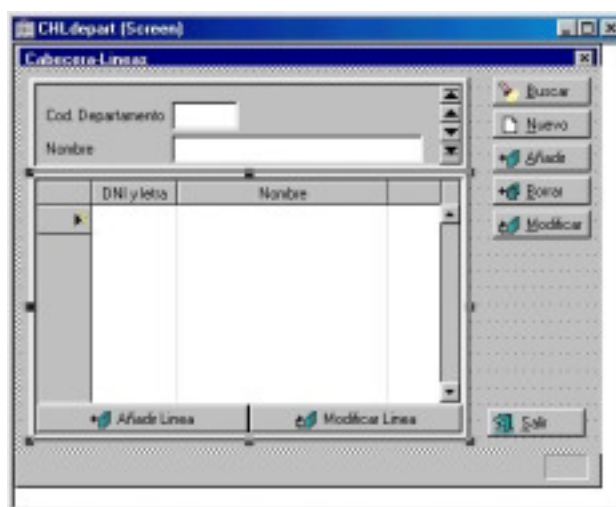 CHLdepart (Screen)
Cabecera-Lineas
Cod. Departamento
Nombre
DNI y letra Nombre
Añadir Linea Modificar Linea
Buscar
Nuevo
Añadir
Borrar
Modificar
Salir